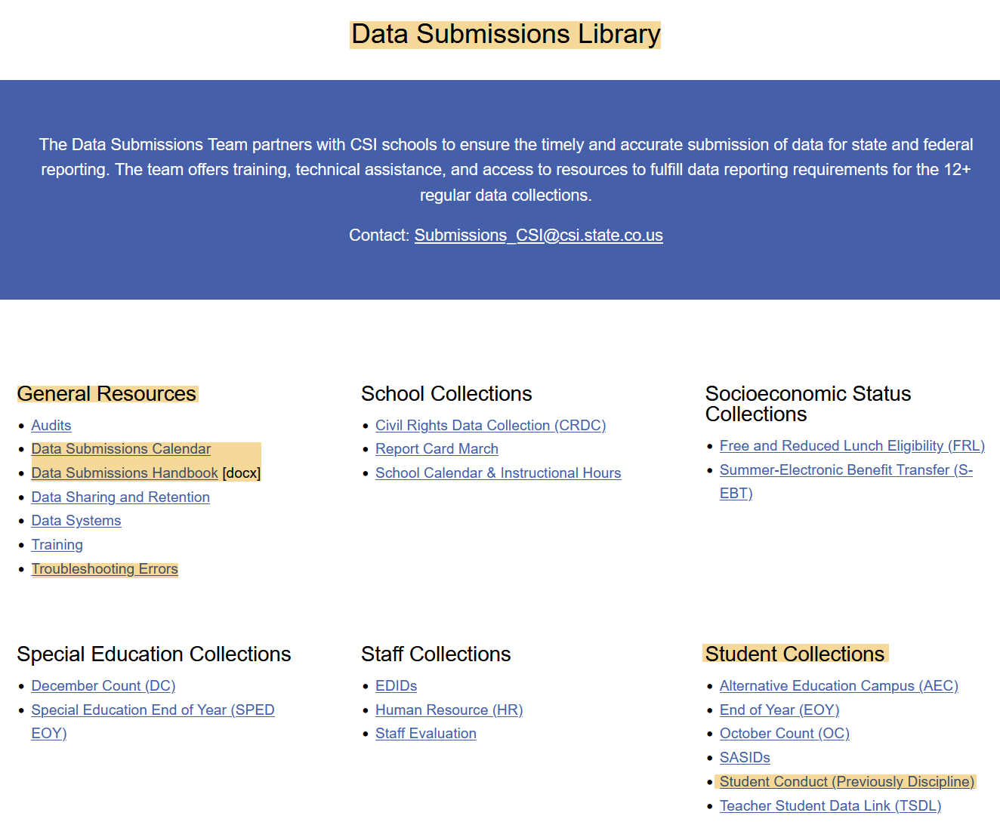 Data Submissions Library
The Data Submissions Team partners with CSI schools to ensure the timely and accurate submission of data for state and federal
reporting. The team offers training, technical assistance, and access to resources to fulfill data reporting requirements for the 12+
regular data collections.
Contact: Submissions_CSI@csi.state.co.us
General Resources
Audits
Data Submissions Calendar
Data Submissions Handbook [docx]
Data Sharing and Retention
Data Systems
Training
Troubleshooting Errors
School Collections
Civil Rights Data Collection (CRDC)
Report Card March
School Calendar & Instructional Hours
Socioeconomic Status
Collections
Free and Reduced Lunch Eligibility (FRL)
Summer-Electronic Benefit Transfer (S-
EBT)
Special Education Collections
December Count (DC)
Special Education End of Year (SPED
EOY)
Staff Collections
EDIDs
Human Resource (HR)
Staff Evaluation
Student Collections
Alternative Education Campus (AEC)
End of Year (EOY)
October Count (OC)
SASIDs
Student Conduct (Previously Discipline)
Teacher Student Data Link (TSDL)